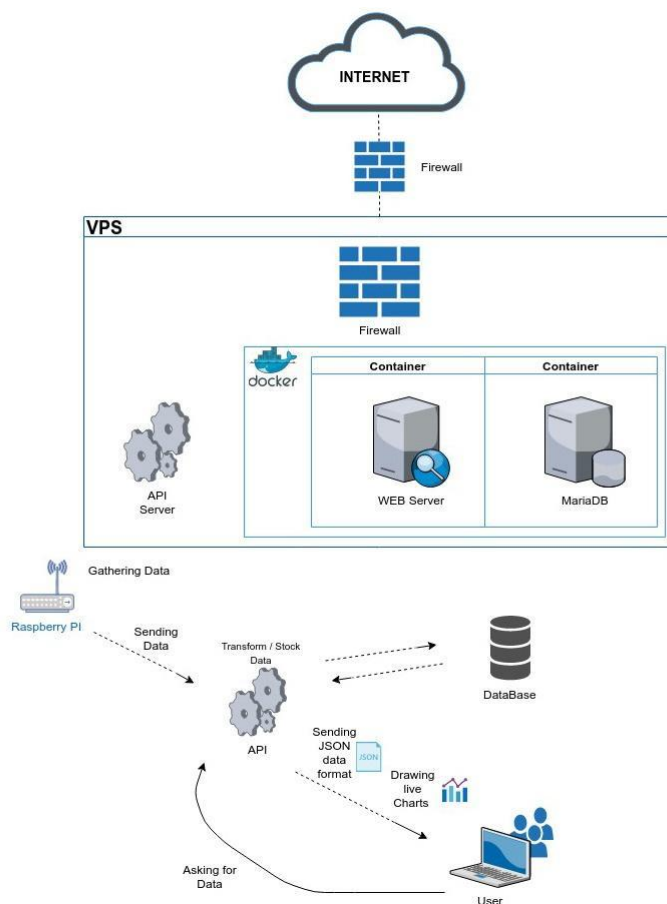 INTERNET
Firewall
VPS
Firewall
docker
Container
Container
API
Server
WEB Server
MariaDB
Gathering Data
Raspberry PI
Sending
Data
Transform / Stock
Data
API
DataBase
Sending
JSON
data
format
JSON
Drawing
live
Charts
Asking for
Data
User